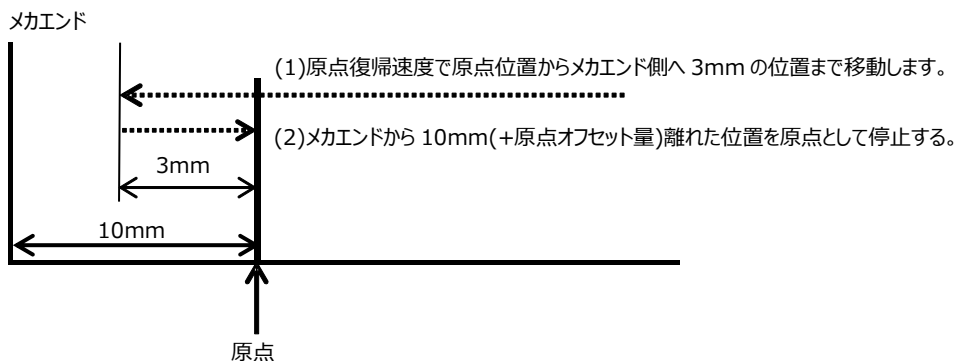 メカエンド
(1)原点復帰速度で原点位置からメカエンド側へ 3mm の位置まで移動します。
(2)メカエンドから 10mm(+原点オフセット量)離れた位置を原点として停止する。
3mm
10mm
原点